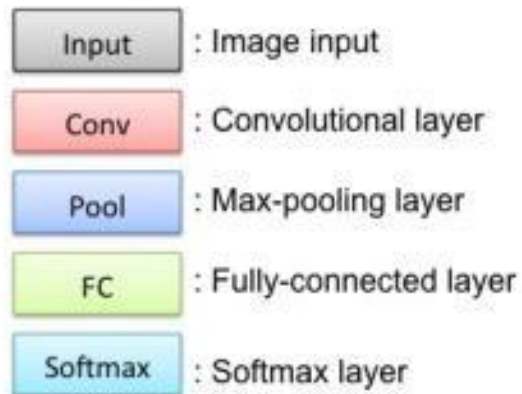 Input : Image input
Conv : Convolutional layer
Pool : Max-pooling layer
FC : Fully-connected layer
Softmax : Softmax layer